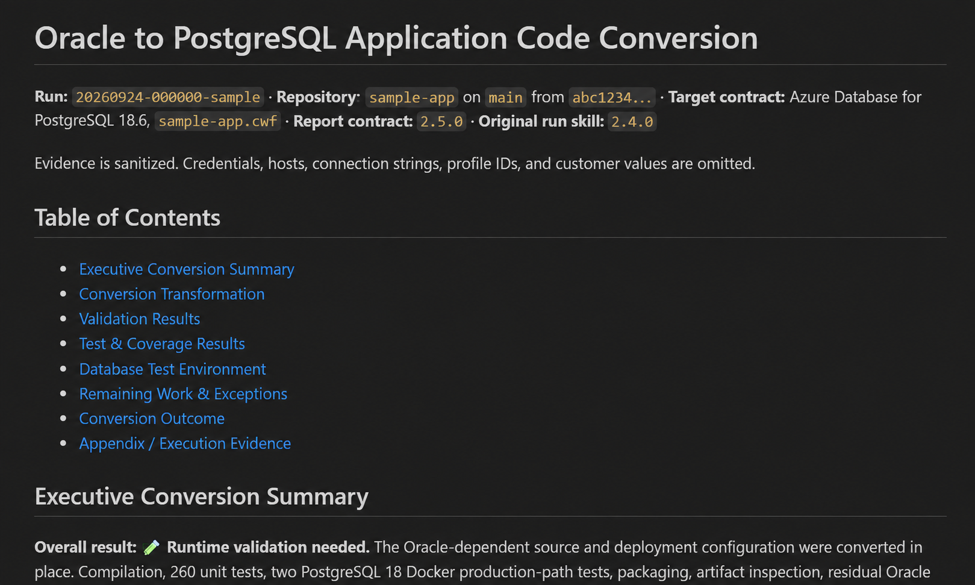 Oracle to PostgreSQL Application Code Conversion
Run: 20260924-000000-sample · Repository: sample-app on main from abc1234... · Target contract: Azure Database for
PostgreSQL 18.6, sample-app.cwf · Report contract: 2.5.0 · Original run skill: 2.4.0
Evidence is sanitized. Credentials, hosts, connection strings, profile IDs, and customer values are omitted.
Table of Contents
• Executive Conversion Summary
• Conversion Transformation
• Validation Results
• Test & Coverage Results
• Database Test Environment
• Remaining Work & Exceptions
• Conversion Outcome
• Appendix / Execution Evidence
Executive Conversion Summary
Overall result: Runtime validation needed. The Oracle-dependent source and deployment configuration were converted in
place. Compilation, 260 unit tests, two PostgreSQL 18 Docker production-path tests, packaging, artifact inspection, residual Oracle